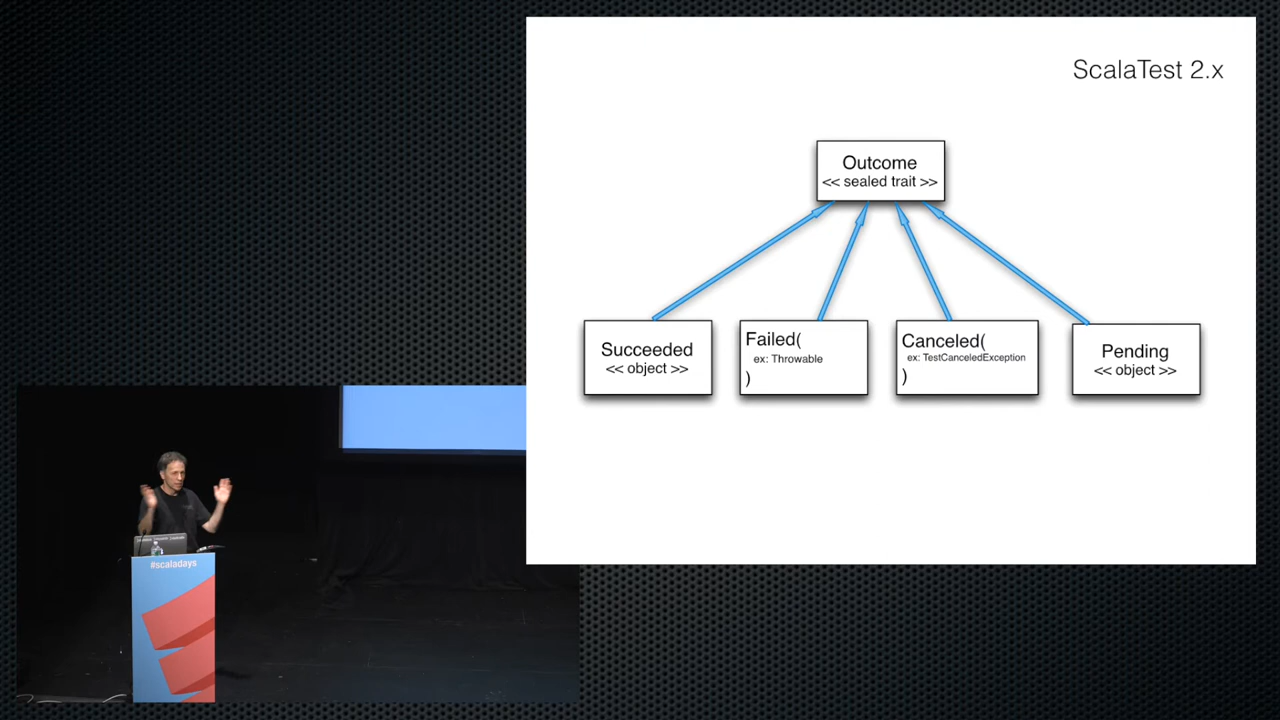 ScalaTest 2.x
Outcome
<< sealed trait >>
Succeeded
<< object >>
Failed(
ex: Throwable
)
Canceled(
ex: TestCanceledException
)
Pending
<< object >>
#scaladays